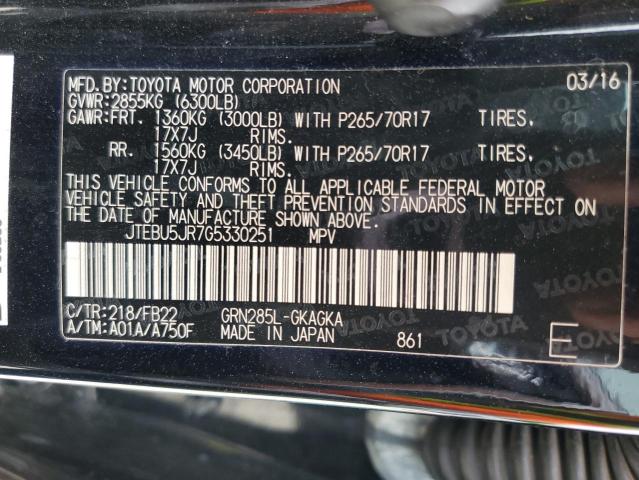 MFD.BY:TOYOTA MOTOR CORPORATION 03/16
GVWR:2855KG (6300LB)
GAWR:FRT. 1360KG (3000LB) WITH P265/70R17 TIRES,
17X7J RIMS.
RR. 1560KG (3450LB) WITH P265/70R17 TIRES,
17X7J RIMS.
THIS VEHICLE CONFORMS TO ALL APPLICABLE FEDERAL MOTOR
VEHICLE SAFETY AND THEFT PREVENTION STANDARDS IN EFFECT ON
THE DATE OF MANUFACTURE SHOWN ABOVE.
JTEBU5JR7G5330251 MPV
C/TR:218/FB22 GRN285L-GKAGKA
A/TM:A01A/A750F MADE IN JAPAN 861